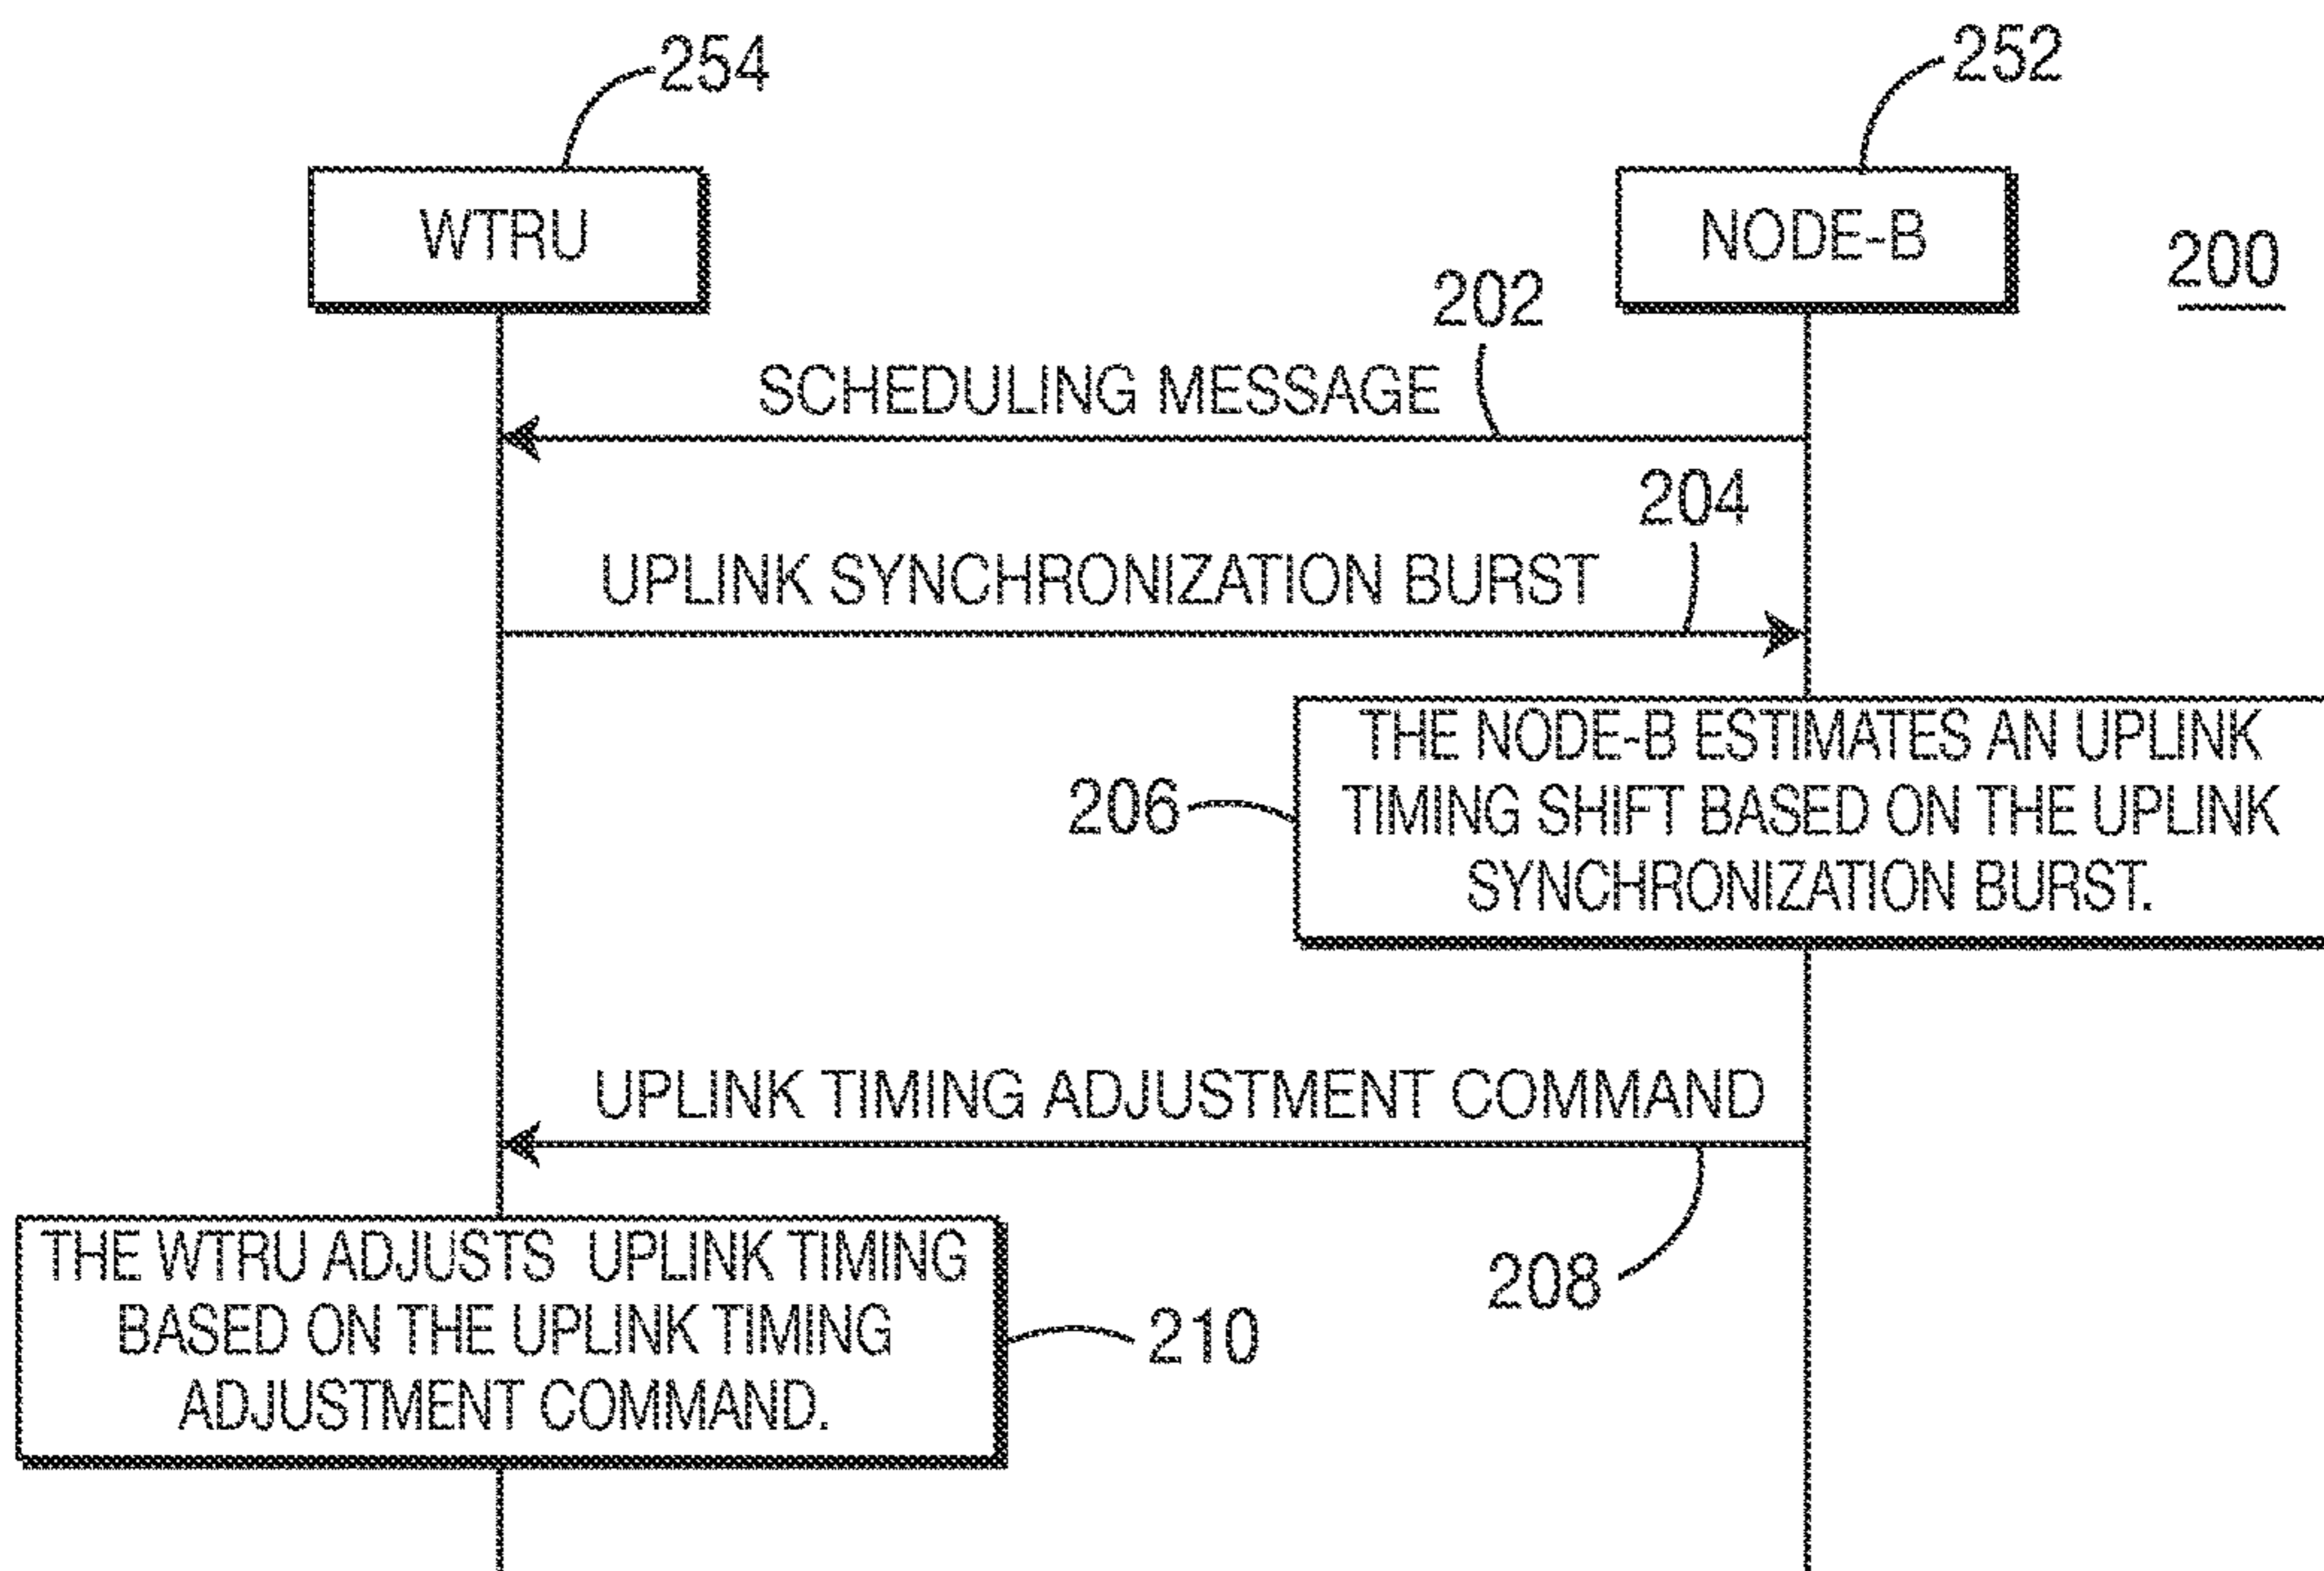 254
252
WTRU
NODE-B
200
202
SCHEDULING MESSAGE
204
UPLINK SYNCHRONIZATION BURST
THE NODE-B ESTIMATES AN UPLINK
TIMING SHIFT BASED ON THE UPLINK
SYNCHRONIZATION BURST.
206
UPLINK TIMING ADJUSTMENT COMMAND
208
THE WTRU ADJUSTS UPLINK TIMING
BASED ON THE UPLINK TIMING
ADJUSTMENT COMMAND.
210